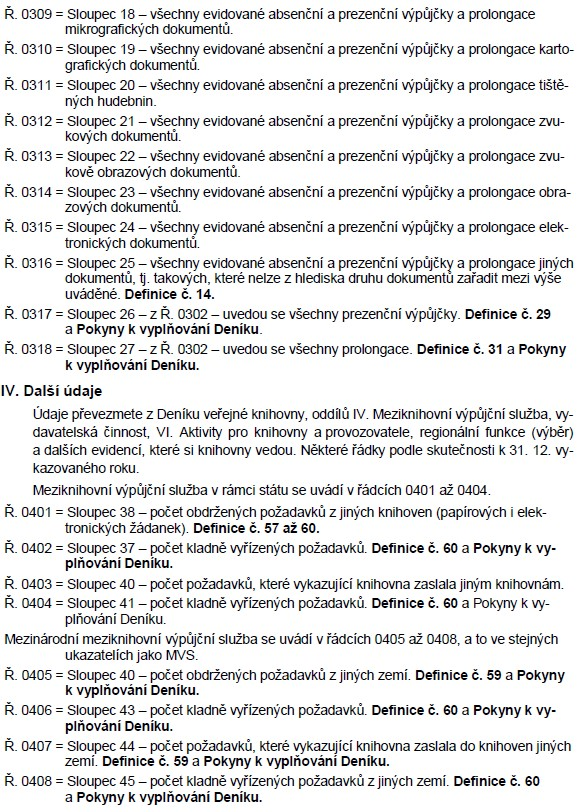 Ř. 0309 = Sloupec 18 – všechny evidované absenční a prezenční výpůjčky a prolongace
mikrografických dokumentů.
Ř. 0310 = Sloupec 19 – všechny evidované absenční a prezenční výpůjčky a prolongace karto-
grafických dokumentů.
Ř. 0311 = Sloupec 20 – všechny evidované absenční a prezenční výpůjčky a prolongace tiště-
ných hudebnin.
Ř. 0312 = Sloupec 21 – všechny evidované absenční a prezenční výpůjčky a prolongace zvu-
kových dokumentů.
Ř. 0313 = Sloupec 22 – všechny evidované absenční a prezenční výpůjčky a prolongace zvu-
kově obrazových dokumentů.
Ř. 0314 = Sloupec 23 – všechny evidované absenční a prezenční výpůjčky a prolongace obra-
zových dokumentů.
Ř. 0315 = Sloupec 24 – všechny evidované absenční a prezenční výpůjčky a prolongace elek-
tronických dokumentů.
Ř. 0316 = Sloupec 25 – všechny evidované absenční a prezenční výpůjčky a prolongace jiných
dokumentů, tj. takových, které nelze z hlediska druhu dokumentů zařadit mezi výše
uváděné. Definice č. 14.
Ř. 0317 = Sloupec 26 – z Ř. 0302 – uvedou se všechny prezenční výpůjčky. Definice č. 29
a Pokyny k vyplňování Deníku.
Ř. 0318 = Sloupec 27 – z Ř. 0302 – uvedou se všechny prolongace. Definice č. 31 a Pokyny
k vyplňování Deníku.
IV. Další údaje
Údaje převezmete z Deníku veřejné knihovny, oddílů IV. Meziknihovní výpůjční služba, vy-
davatelská činnost, VI. Aktivity pro knihovny a provozovatele, regionální funkce (výběr)
a dalších evidencí, které si knihovny vedou. Některé řádky podle skutečnosti k 31. 12. vy-
kazovaného roku.
Meziknihovní výpůjční služba v rámci státu se uvádí v řádcích 0401 až 0404.
Ř. 0401 = Sloupec 38 – počet obdržených požadavků z jiných knihoven (papírových i elek-
tronických žádanek). Definice č. 57 až 60.
Ř. 0402 = Sloupec 37 – počet kladně vyřízených požadavků. Definice č. 60 a Pokyny k vy-
plňování Deníku.
Ř. 0403 = Sloupec 40 – počet požadavků, které vykazující knihovna zaslala jiným knihovnám.
Ř. 0404 = Sloupec 41 – počet kladně vyřízených požadavků. Definice č. 60 a Pokyny k vy-
plňování Deníku.
Mezinárodní meziknihovní výpůjční služba se uvádí v řádcích 0405 až 0408, a to ve stejných
ukazatelích jako MVS.
Ř. 0405 = Sloupec 40 – počet obdržených požadavků z jiných zemí. Definice č. 59 a Pokyny
k vyplňování Deníku.
Ř. 0406 = Sloupec 43 – počet kladně vyřízených požadavků. Definice č. 60 a Pokyny k vy-
plňování Deníku.
Ř. 0407 = Sloupec 44 – počet požadavků, které vykazující knihovna zaslala do knihoven jiných
zemí. Definice č. 59 a Pokyny k vyplňování Deníku.
Ř. 0408 = Sloupec 45 – počet kladně vyřízených požadavků z jiných zemí. Definice č. 60
a Pokyny k vyplňování Deníku.